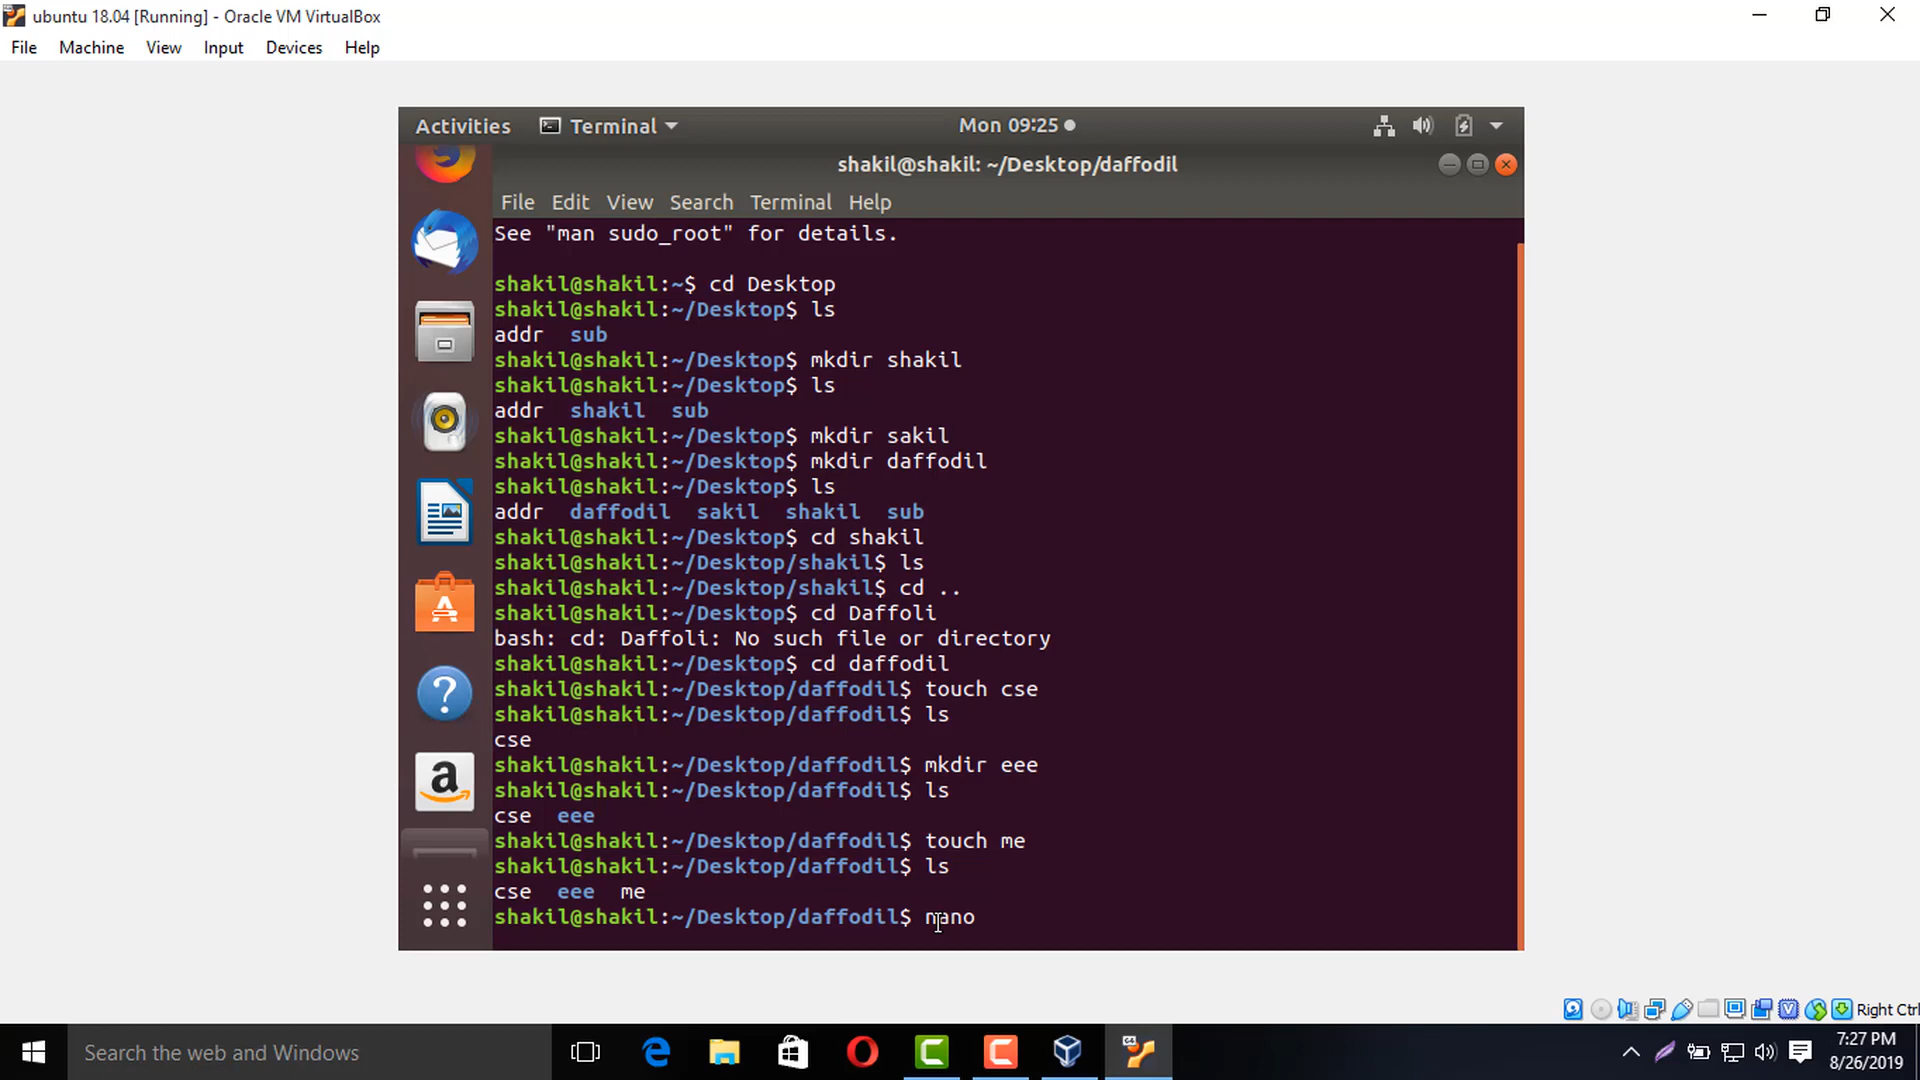 ubuntu 18.04 [Running] - Oracle VM VirtualBox
File Machine View Input Devices Help
Activities Terminal Mon 09:25
shakil@shakil: ~/Desktop/daffodil
File Edit View Search Terminal Help
See "man sudo_root" for details.
shakil@shakil:~$ cd Desktop
shakil@shakil:~/Desktop$ ls
addr sub
shakil@shakil:~/Desktop$ mkdir shakil
shakil@shakil:~/Desktop$ ls
addr shakil sub
shakil@shakil:~/Desktop$ mkdir sakil
shakil@shakil:~/Desktop$ mkdir daffodil
shakil@shakil:~/Desktop$ ls
addr daffodil sakil shakil sub
shakil@shakil:~/Desktop$ cd shakil
shakil@shakil:~/Desktop/shakil$ ls
shakil@shakil:~/Desktop/shakil$ cd ..
shakil@shakil:~/Desktop$ cd Daffoli
bash: cd: Daffoli: No such file or directory
shakil@shakil:~/Desktop$ cd daffodil
shakil@shakil:~/Desktop/daffodil$ touch cse
shakil@shakil:~/Desktop/daffodil$ ls
cse
shakil@shakil:~/Desktop/daffodil$ mkdir eee
shakil@shakil:~/Desktop/daffodil$ ls
cse eee
shakil@shakil:~/Desktop/daffodil$ touch me
shakil@shakil:~/Desktop/daffodil$ ls
cse eee me
shakil@shakil:~/Desktop/daffodil$ nano
Right Ctrl
Search the web and Windows
7:27 PM
8/26/2019